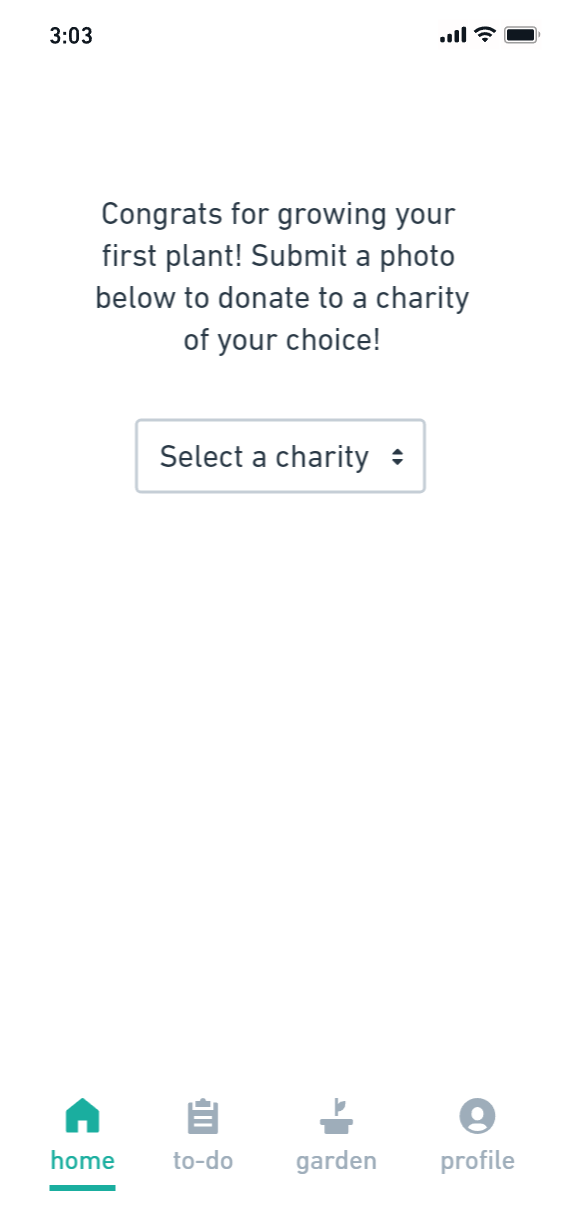 3:03
Congrats for growing your
first plant! Submit a photo
below to donate to a charity
of your choice!
Select a charity
home to-do garden profile